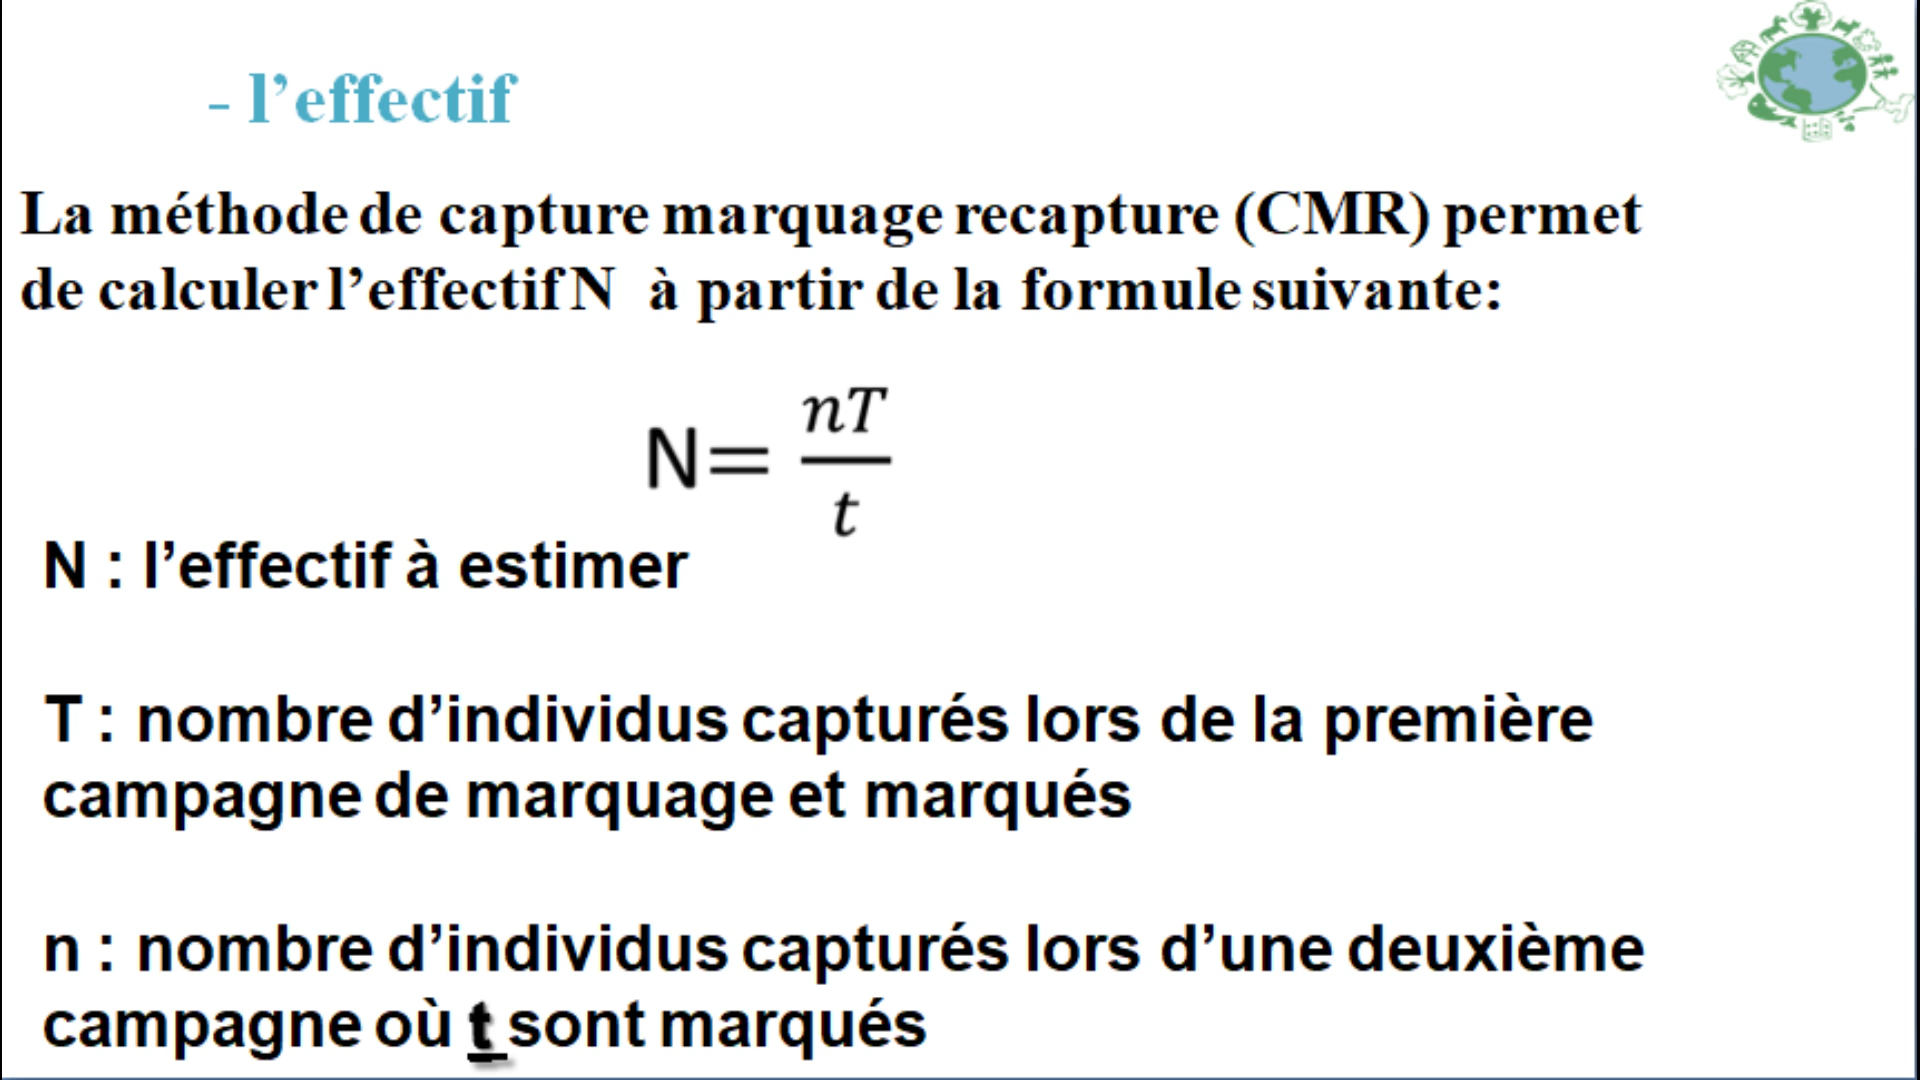 - l’effectif
La méthode de capture marquage recapture (CMR) permet
de calculer l’effectif N à partir de la formule suivante:
N= nT/t
N : l’effectif à estimer
T : nombre d’individus capturés lors de la première
campagne de marquage et marqués
n : nombre d’individus capturés lors d’une deuxième
campagne où t sont marqués